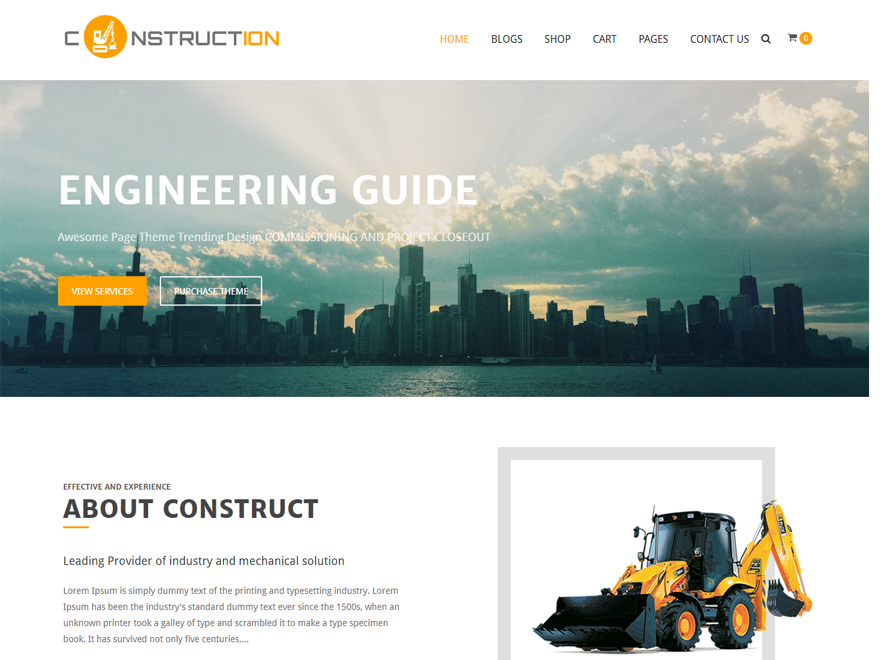 CONSTRUCTION
HOME BLOGS SHOP CART PAGES CONTACT US 0
ENGINEERING GUIDE
Awesome Page Theme Trending Design COMMISSIONING AND PROJECT CLOSEOUT
VIEW SERVICES PURCHASE THEME
EFFECTIVE AND EXPERIENCE
ABOUT CONSTRUCT
Leading Provider of industry and mechanical solution
Lorem Ipsum is simply dummy text of the printing and typesetting industry. Lorem
Ipsum has been the industry's standard dummy text ever since the 1500s, when an
unknown printer took a galley of type and scrambled it to make a type specimen
book. It has survived not only five centuries,...
JCB